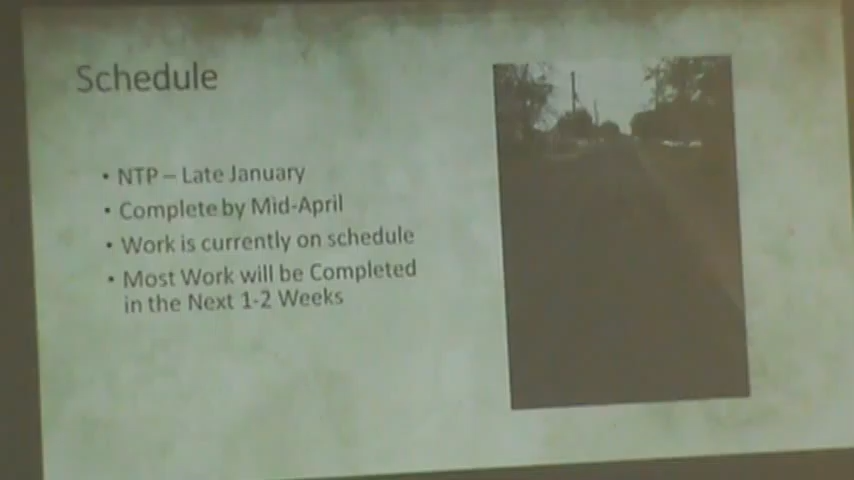 Schedule
• NTP – Late January
• Complete by Mid-April
• Work is currently on schedule
• Most Work will be Completed
in the Next 1-2 Weeks